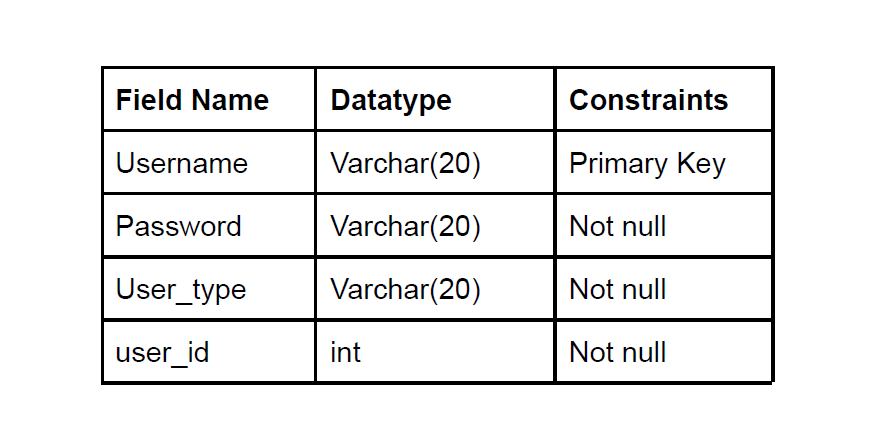 Field Name Datatype Constraints
Username Varchar(20) Primary Key
Password Varchar(20) Not null
User_type Varchar(20) Not null
user_id int Not null